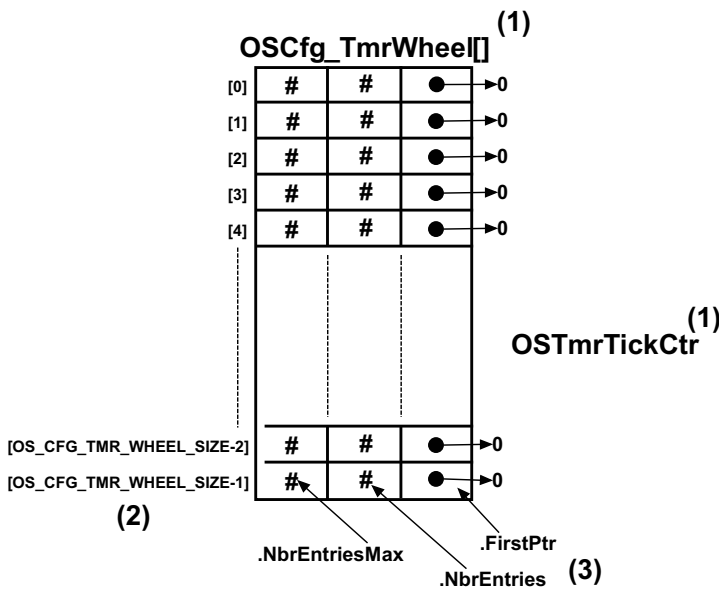 (1)
OSCfg_TmrWheel[]
[0] # # 0
[1] # # 0
[2] # # 0
[3] # # 0
[4] # # 0
(1)
OSTmrTickCtr
[OS_CFG_TMR_WHEEL_SIZE-2] # # 0
[OS_CFG_TMR_WHEEL_SIZE-1] # # 0
(2)
.FirstPtr
.NbrEntriesMax
.NbrEntries (3)